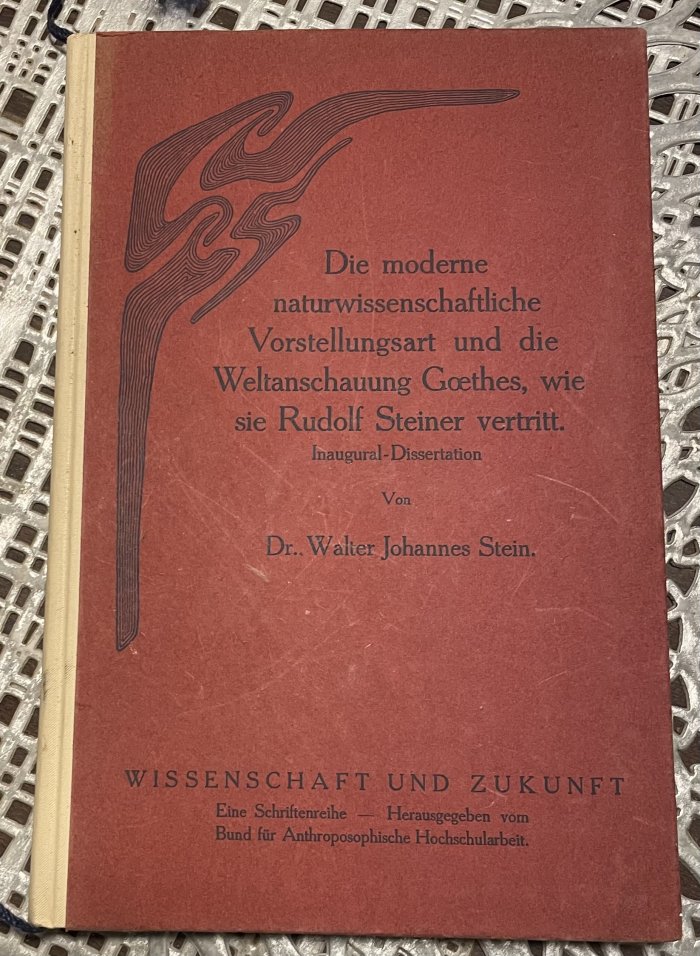 Die moderne
naturwissenschaftliche
Vorstellungsart und die
Weltanschauung Gœthes, wie
sie Rudolf Steiner vertritt.
Inaugural-Dissertation
Von
Dr.. Walter Johannes Stein.
WISSENSCHAFT UND ZUKUNFT
Eine Schriftenreihe — Herausgegeben vom
Bund für Anthroposophische Hochschularbeit.